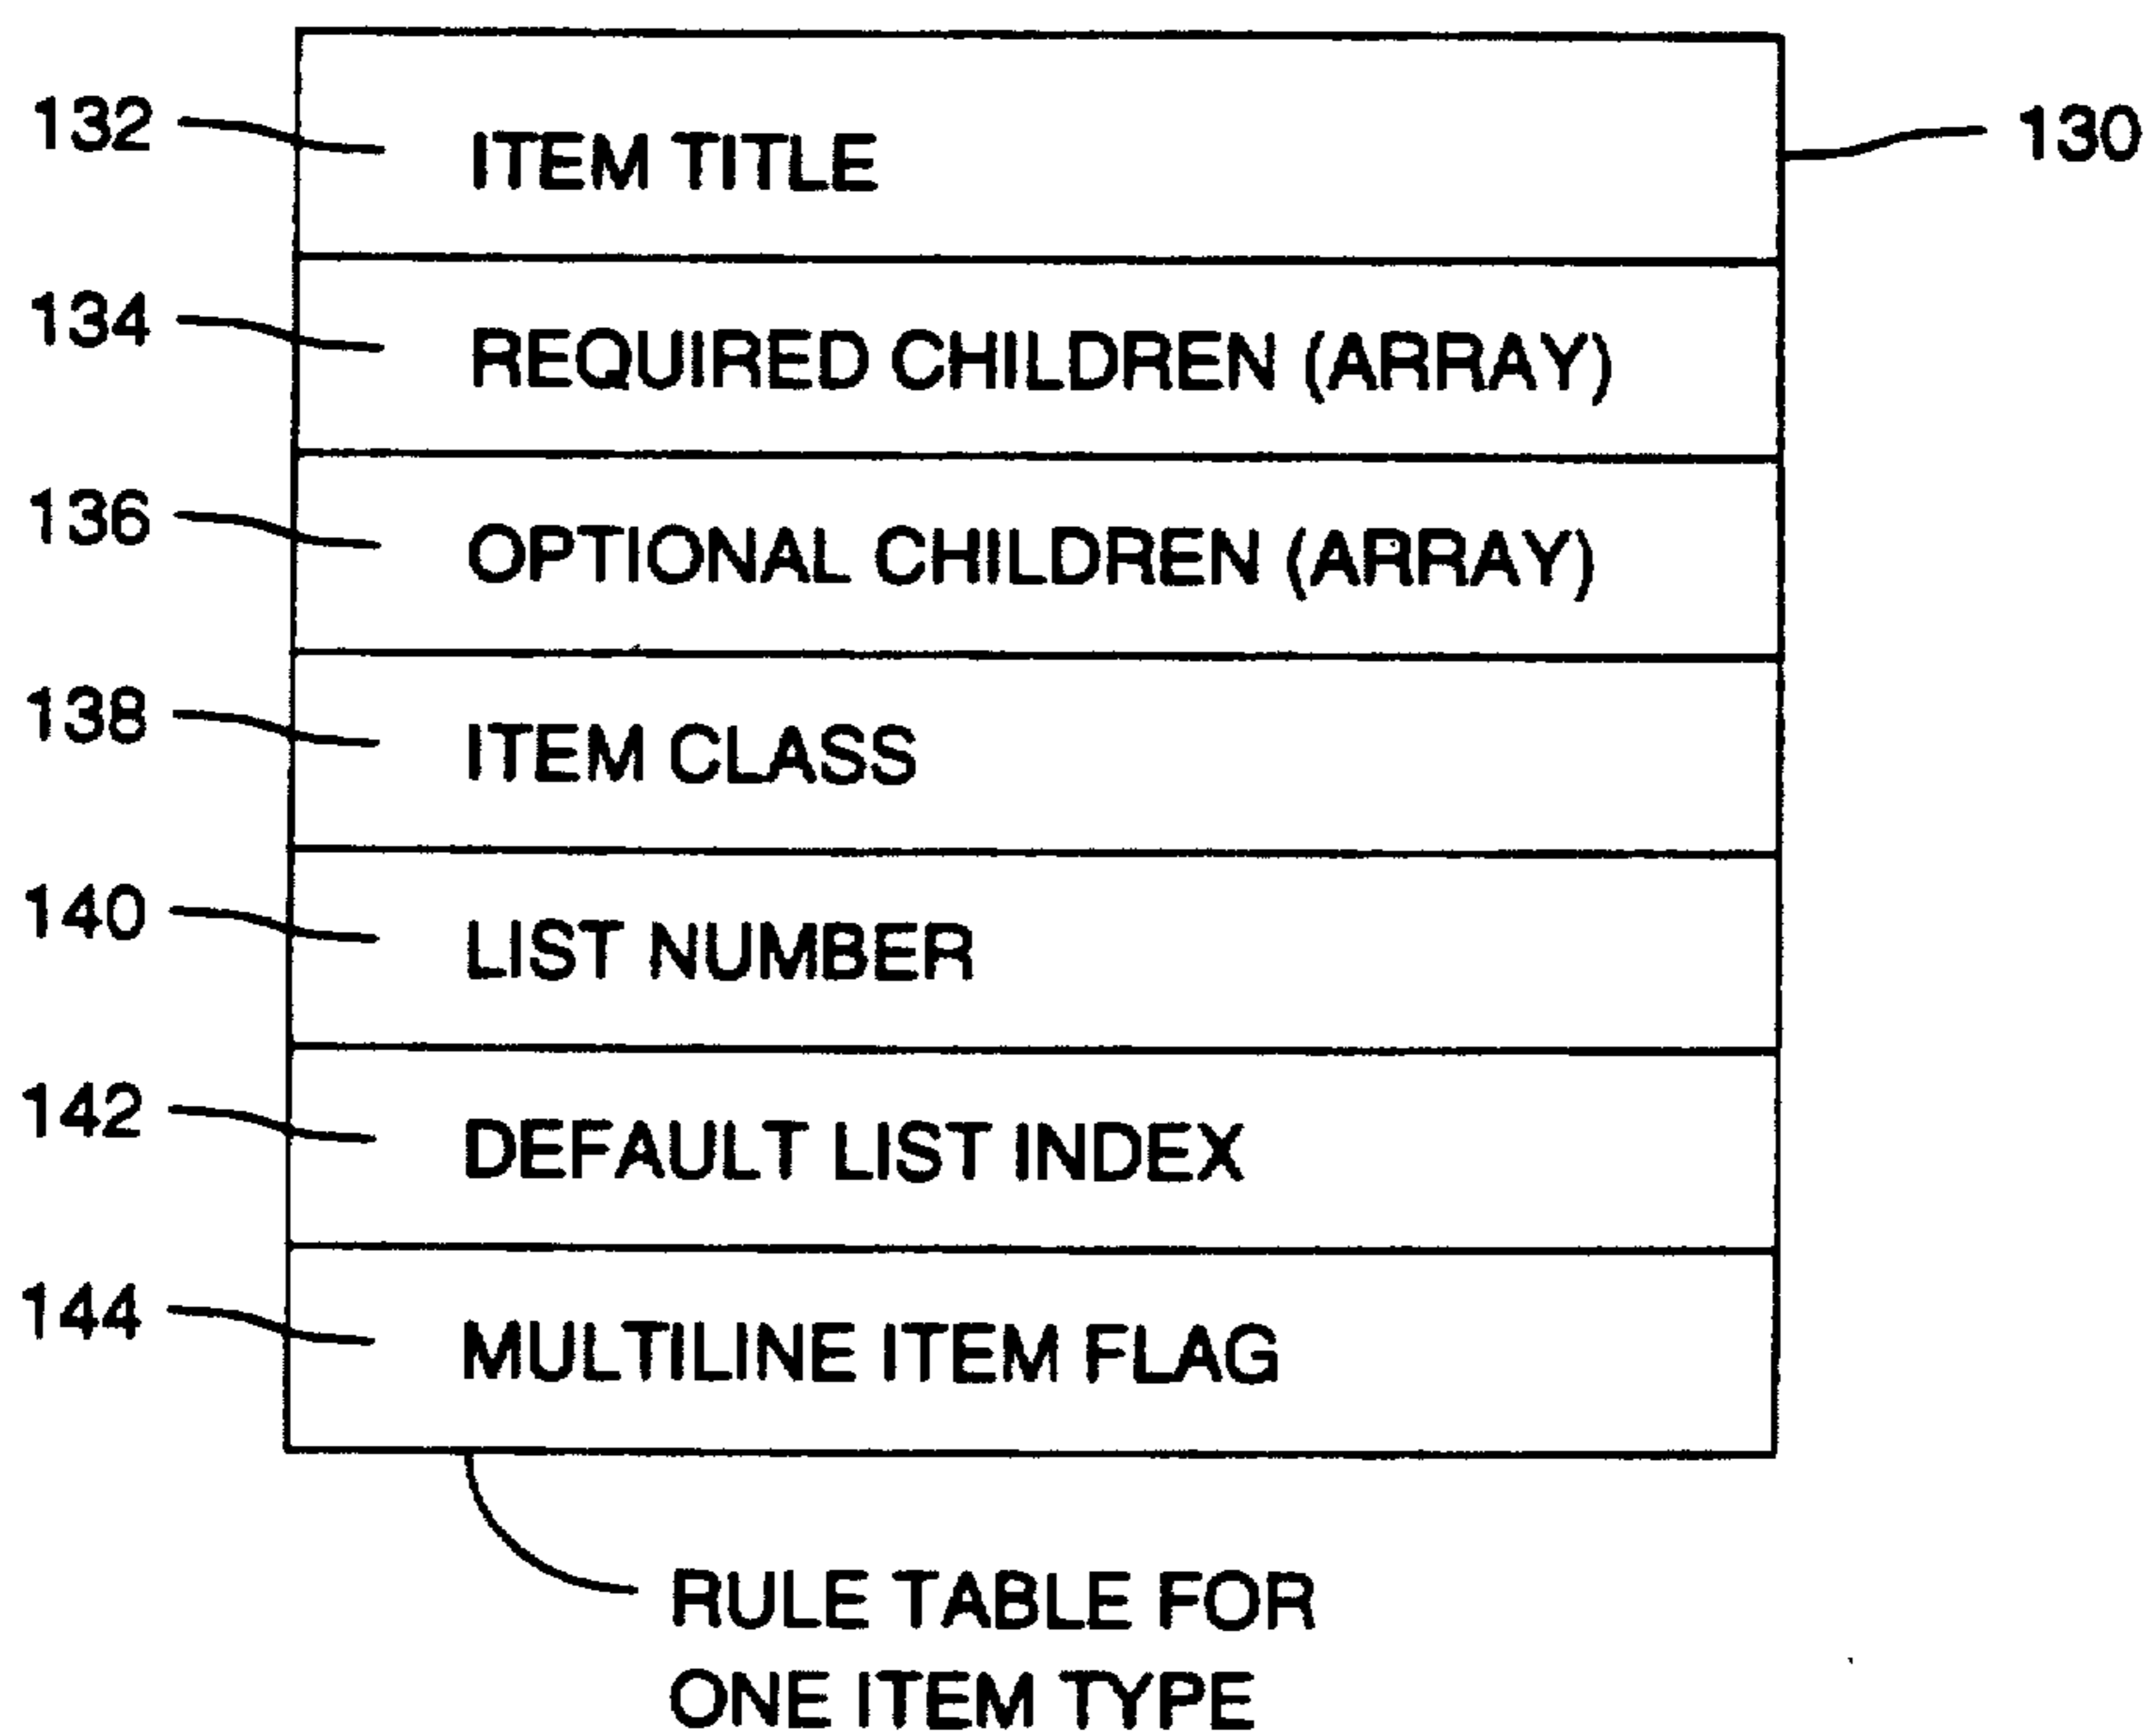 132 ITEM TITLE 130
134 REQUIRED CHILDREN (ARRAY)
136 OPTIONAL CHILDREN (ARRAY)
138 ITEM CLASS
140 LIST NUMBER
142 DEFAULT LIST INDEX
144 MULTILINE ITEM FLAG
RULE TABLE FOR
ONE ITEM TYPE